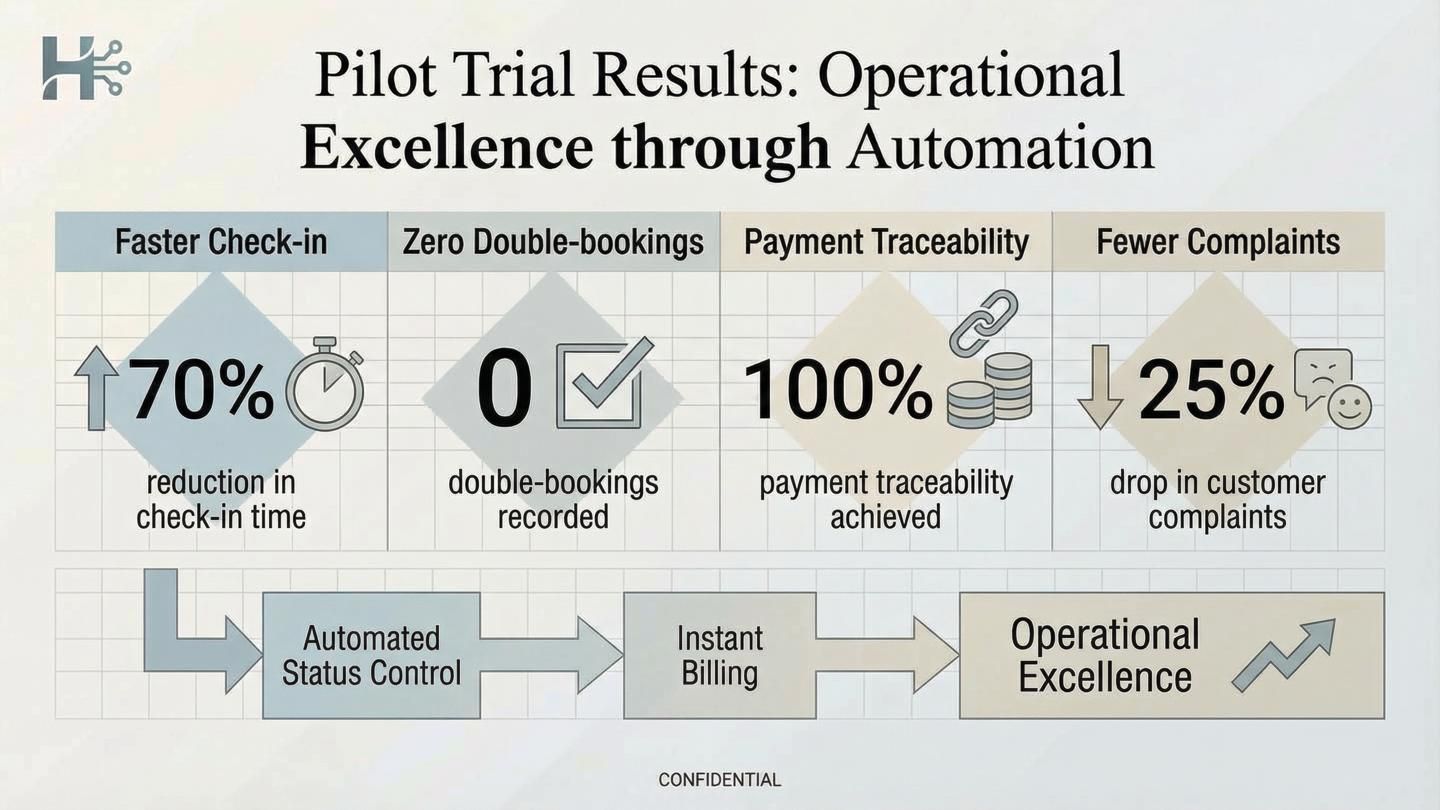 H
Pilot Trial Results: Operational
Excellence through Automation
Faster Check-in
Zero Double-bookings
Payment Traceability
Fewer Complaints
70%
reduction in
check-in time
0
double-bookings
recorded
100%
payment traceability
achieved
25%
drop in customer
complaints
Automated
Status Control
Instant
Billing
Operational
Excellence
CONFIDENTIAL